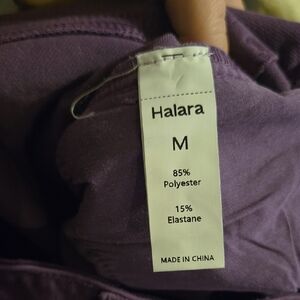 Halara
M
85%
Polyester
15%
Elastane
MADE IN CHINA